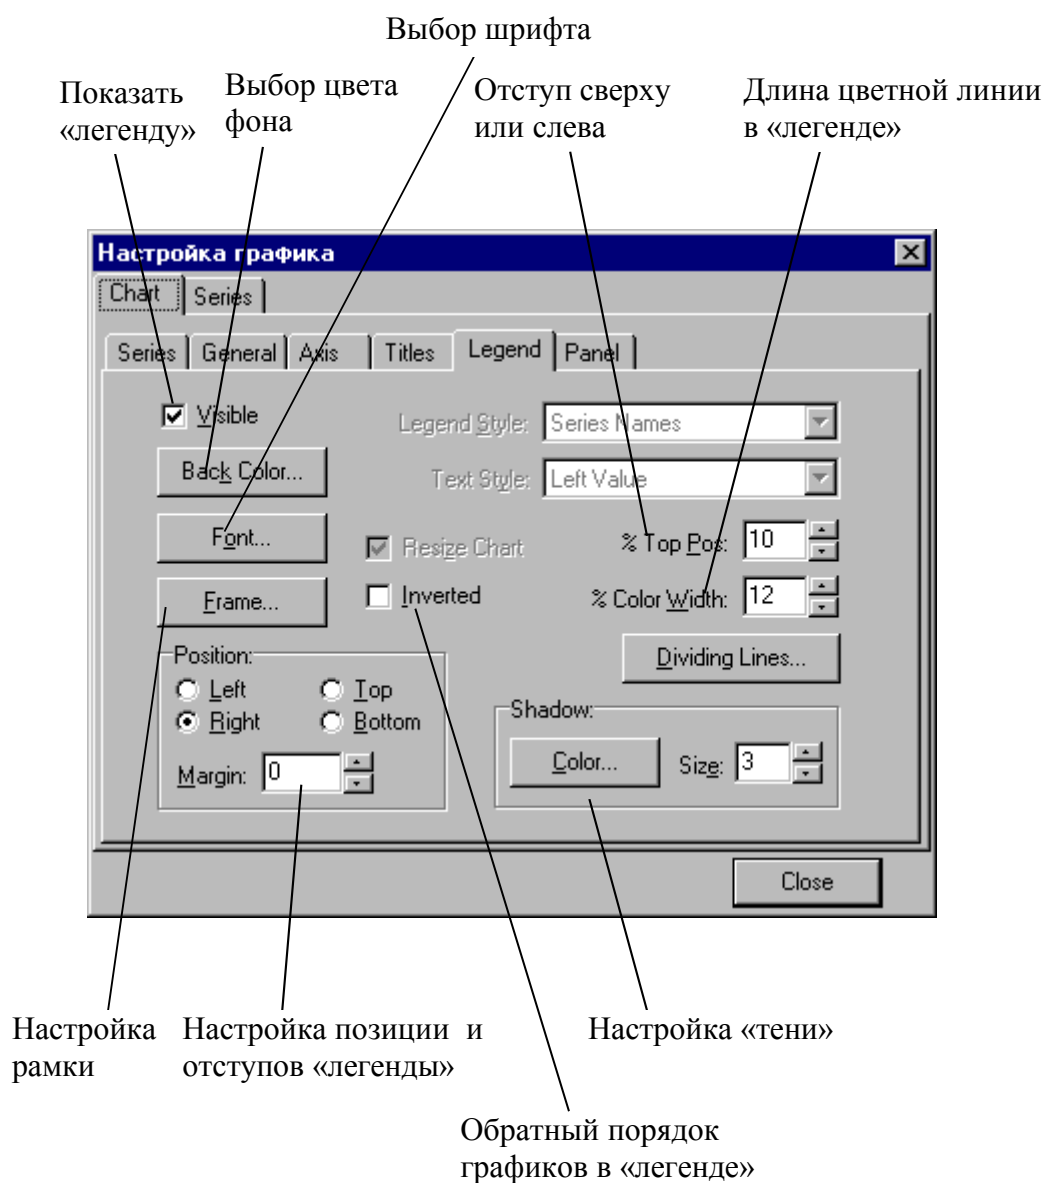 Выбор шрифта
Показать
«легенду»
Выбор цвета
фона
Отступ сверху
или слева
Длина цветной линии
в «легенде»
Настройка графика
Chart Series
Series General Axis Titles Legend Panel
Visible
Legend Style: Series Names
Back Color...
Text Style: Left Value
Font...
Resize Chart
% Top Pos: 10
Frame...
Inverted
% Color Width: 12
Dividing Lines...
Position:
Left Top
Right Bottom
Margin: 0
Shadow:
Color... Size: 3
Close
Настройка
рамки
Настройка позиции и
отступов «легенды»
Настройка «тени»
Обратный порядок
графиков в «легенде»